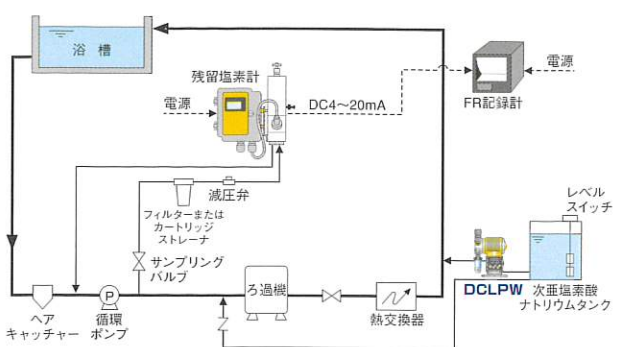 浴槽
残留塩素計
電源
DC4～20mA
電源
FR記録計
減圧弁
フィルターまたは
カートリッジ
ストレーナ
サンプリング
バルブ
レベル
スイッチ
ろ過機
DCLPW
次亜塩素酸
ナトリウムタンク
ヘア
キャッチャー
P
循環
ポンプ
熱交換器